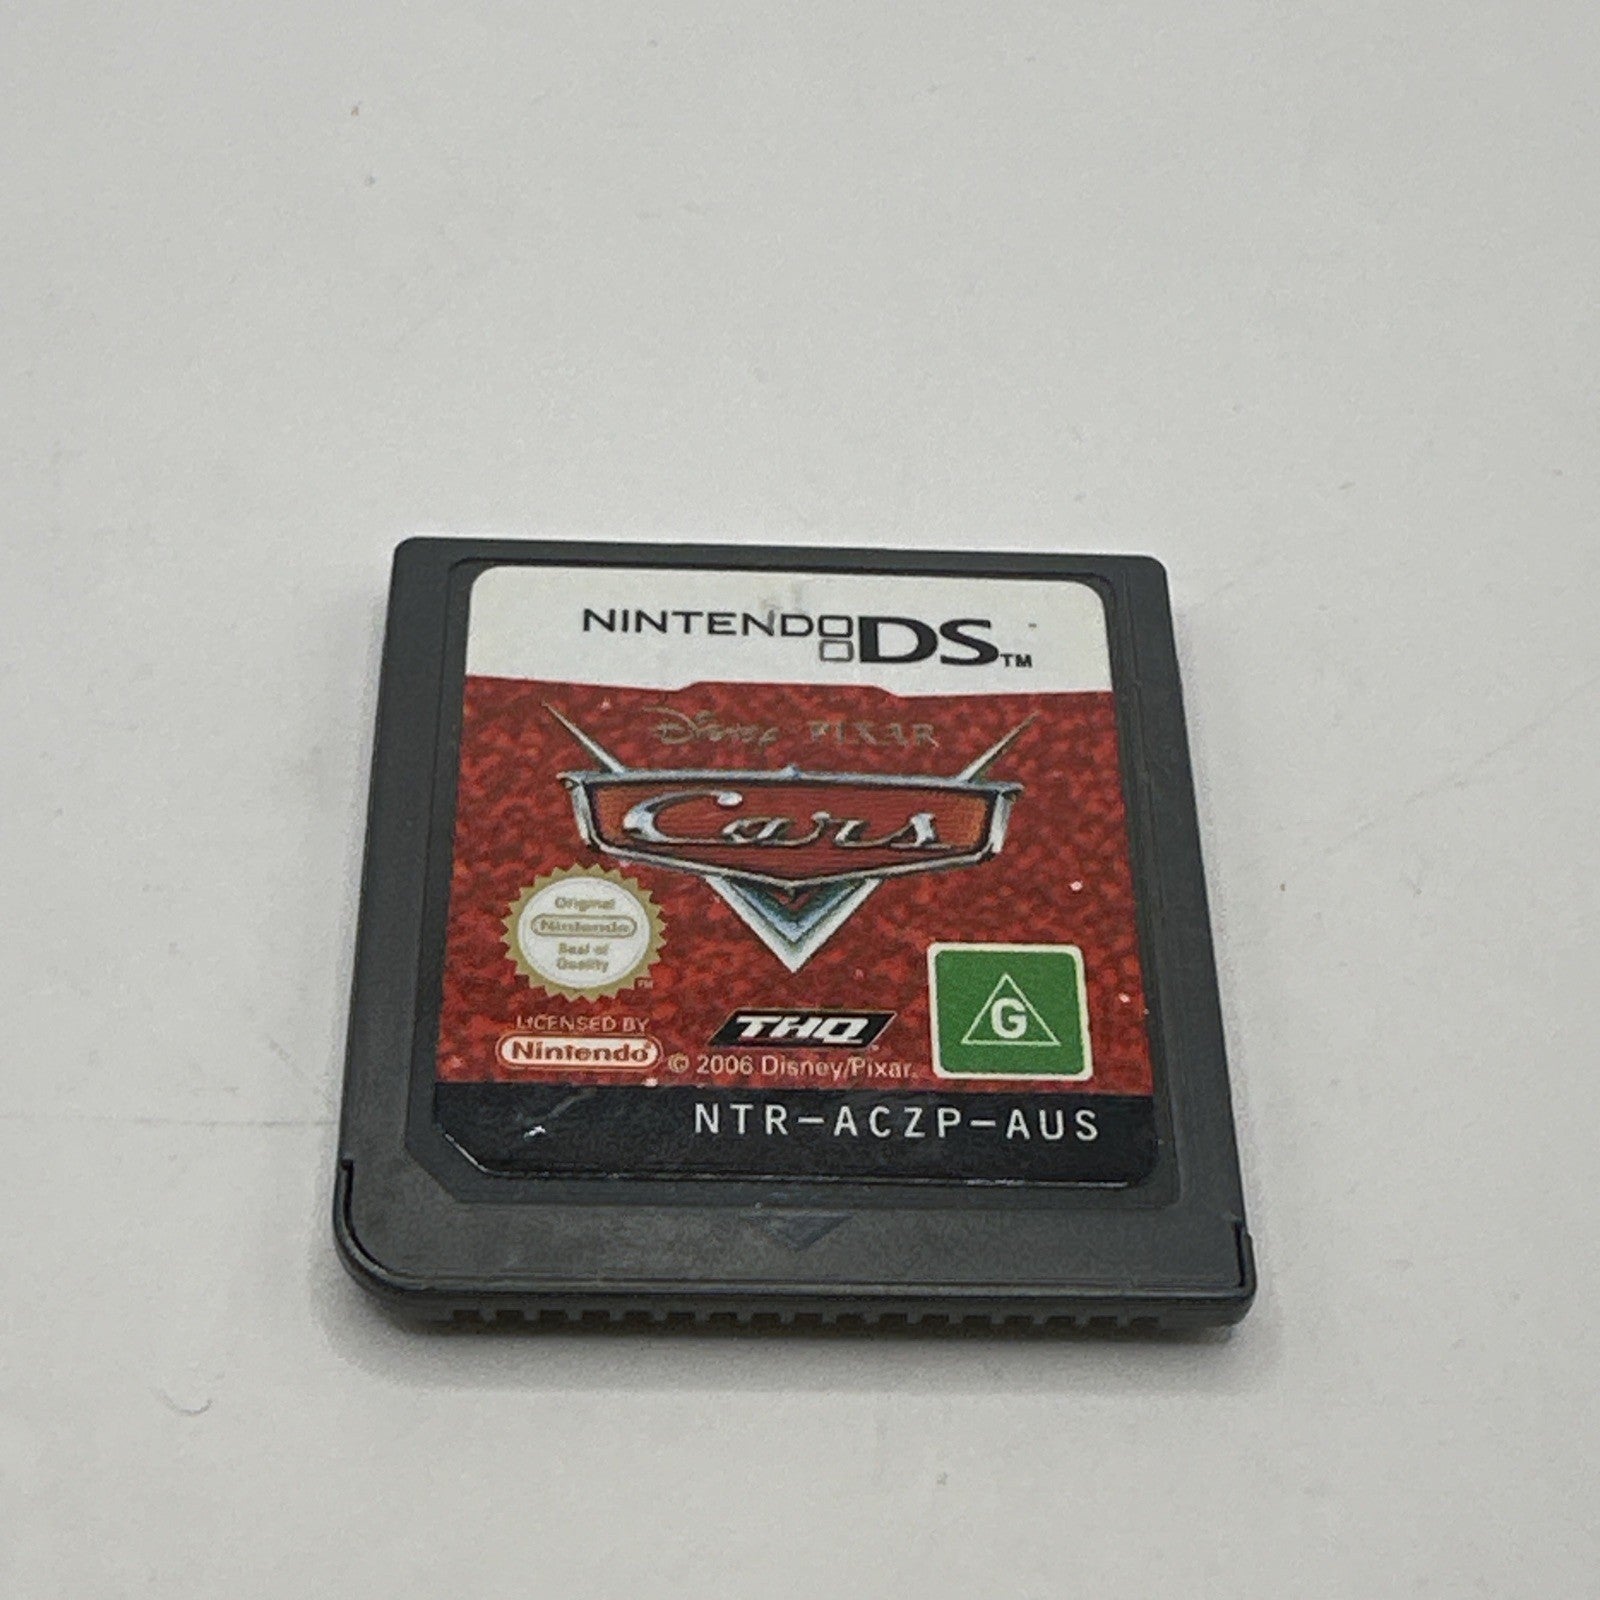 NINTENDO DS™
Disney PIXAR
Cars
Original
Nintendo
Seal of
Quality
TM
LICENSED BY
Nintendo
THQ
© 2006 Disney/Pixar.
G
NTR-ACZP-AUS